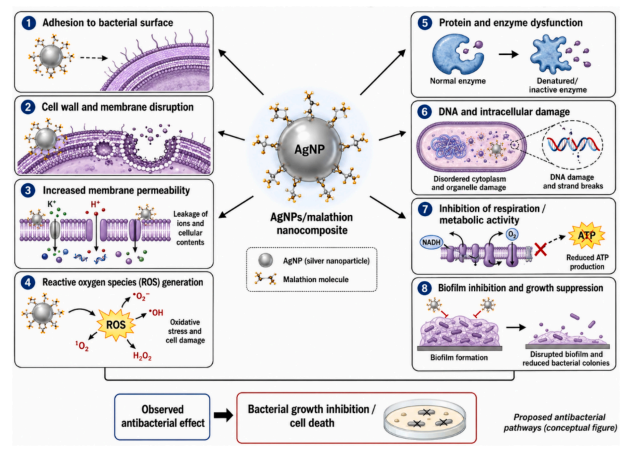 1 Adhesion to bacterial surface
2 Cell wall and membrane disruption
3 Increased membrane permeability
K⁺
H⁺
Leakage of
ions and
cellular
contents
4 Reactive oxygen species (ROS) generation
ROS
•O₂⁻
•OH
¹O₂
H₂O₂
Oxidative
stress and
cell damage
AgNP
AgNPs/malathion
nanocomposite
AgNP (silver nanoparticle)
Malathion molecule
5 Protein and enzyme dysfunction
Normal enzyme
Denatured/
inactive enzyme
6 DNA and intracellular damage
Disordered cytoplasm
and organelle damage
DNA damage
and strand breaks
7 Inhibition of respiration /
metabolic activity
NADH
O₂
ATP
Reduced ATP
production
8 Biofilm inhibition and growth suppression
Biofilm formation
Disrupted biofilm and
reduced bacterial colonies
Observed
antibacterial effect
Bacterial growth inhibition /
cell death
Proposed antibacterial
pathways (conceptual figure)